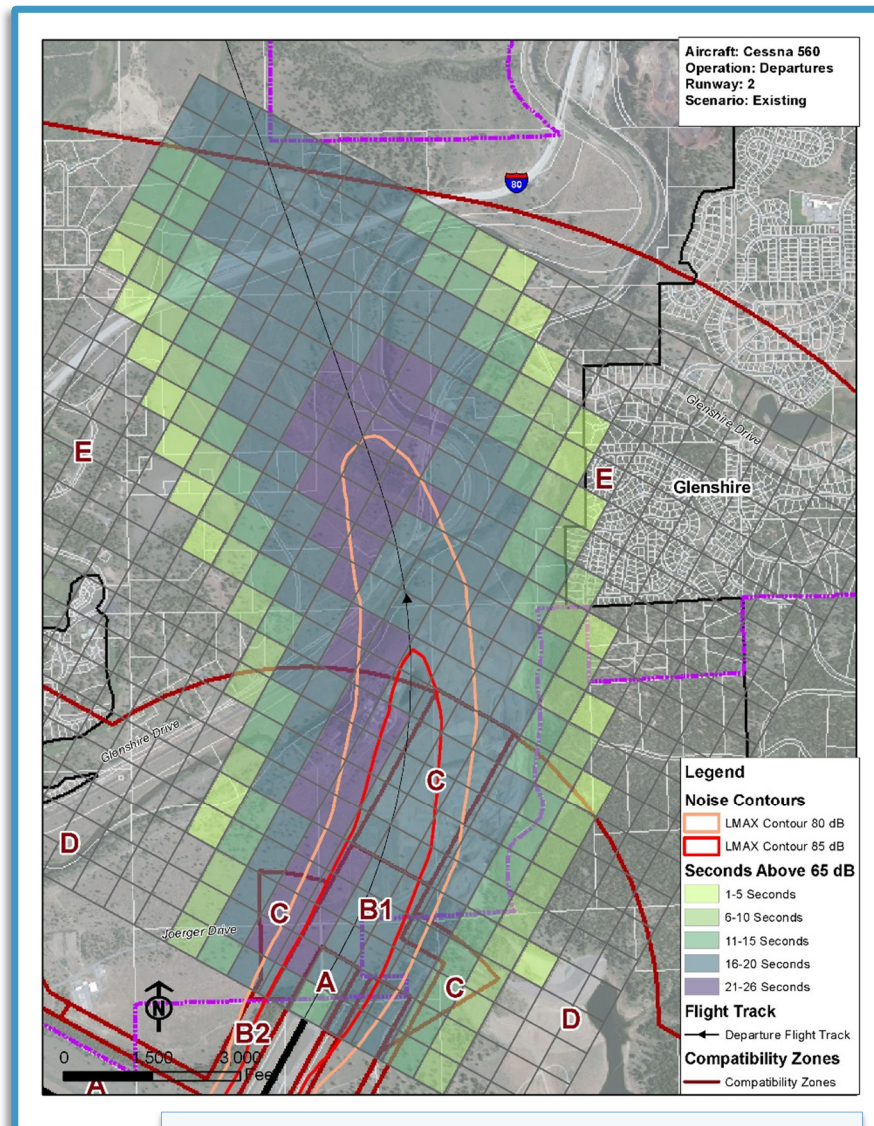 Aircraft: Cessna 560
Operation: Departures
Runway: 2
Scenario: Existing
80
Glenshire Drive
E
E
Glenshire
Glenshire Drive
C
D
C
B1
Joerger Drive
A
C
N
D
B2
0 1,500 3,000
Feet
A
Legend
Noise Contours
LMAX Contour 80 dB
LMAX Contour 85 dB
Seconds Above 65 dB
1-5 Seconds
6-10 Seconds
11-15 Seconds
16-20 Seconds
21-26 Seconds
Flight Track
Departure Flight Track
Compatibility Zones
Compatibility Zones